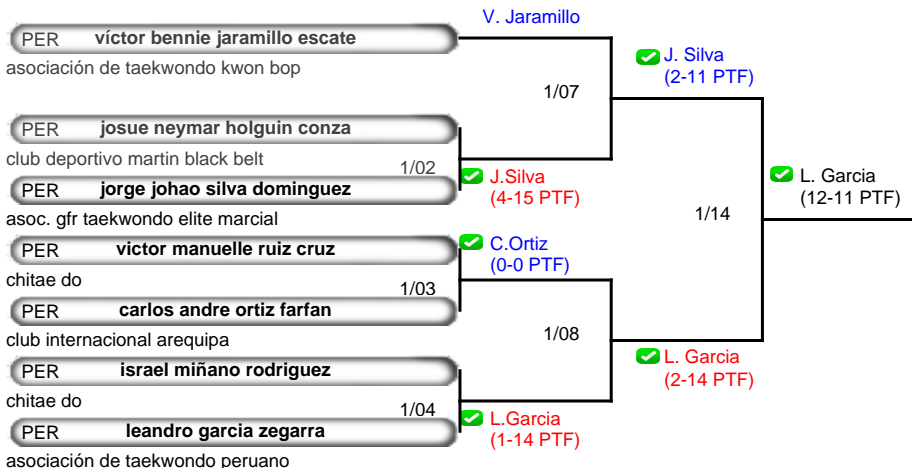 V. Jaramillo
PER víctor bennie jaramillo escate
asociación de taekwondo kwon bop
J. Silva
(2-11 PTF)
1/07
PER josue neymar holguin conza
club deportivo martin black belt
1/02
PER jorge johao silva dominguez
asoc. gfr taekwondo elite marcial
J.Silva
(4-15 PTF)
L. Garcia
(12-11 PTF)
1/14
PER victor manuelle ruiz cruz
chitae do
C.Ortiz
(0-0 PTF)
1/03
PER carlos andre ortiz farfan
club internacional arequipa
1/08
PER israel miñano rodriguez
chitae do
L. Garcia
(2-14 PTF)
1/04
PER leandro garcia zegarra
asociación de taekwondo peruano
L.Garcia
(1-14 PTF)